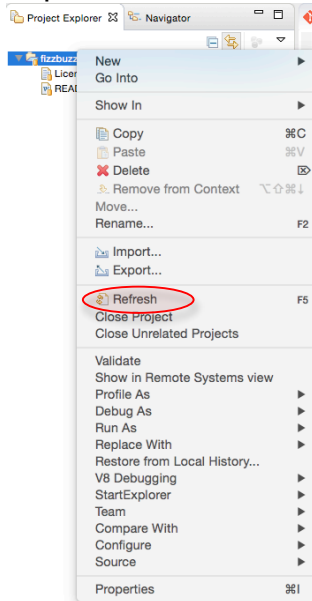 Project Explorer Navigator
fizzbuzz
New
Go Into
Show In
Copy ⌘C
Paste ⌘V
Delete ⌦
Remove from Context ⌥⇧⌘↓
Move...
Rename... F2
Import...
Export...
Refresh F5
Close Project
Close Unrelated Projects
Validate
Show in Remote Systems view
Profile As
Debug As
Run As
Replace With
Restore from Local History...
V8 Debugging
StartExplorer
Team
Compare With
Configure
Source
Properties ⌘I